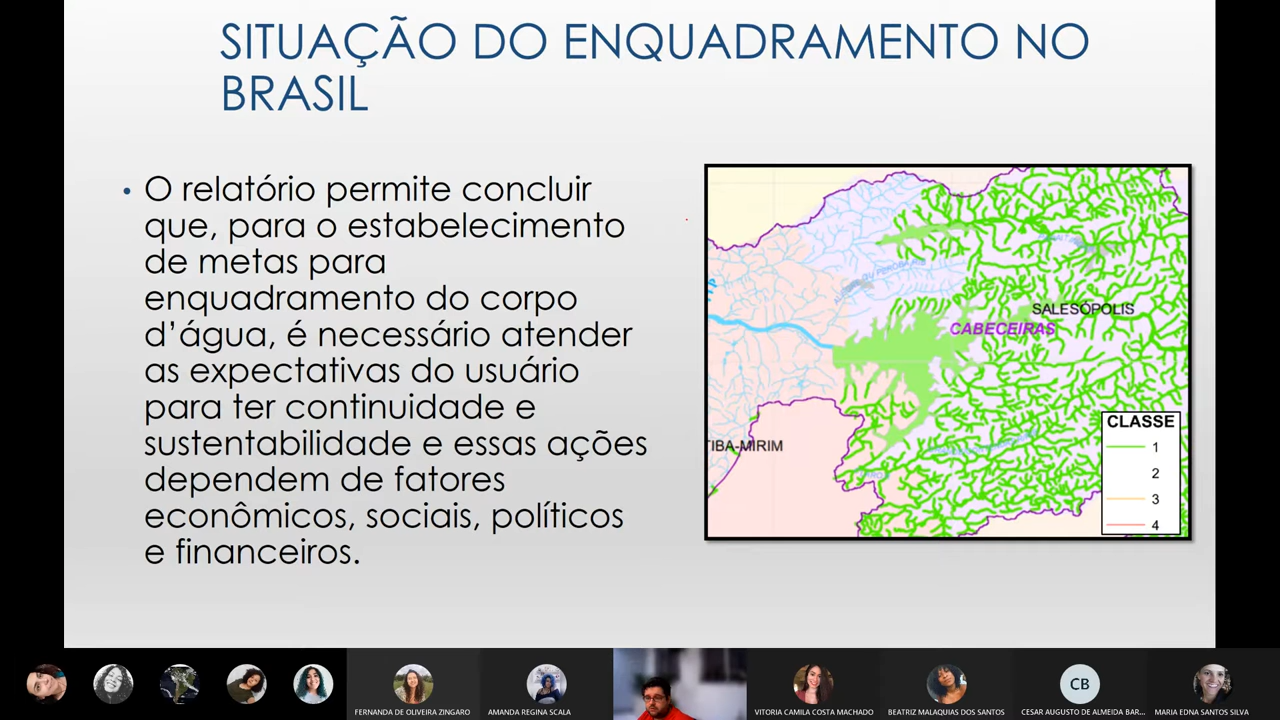 SITUAÇÃO DO ENQUADRAMENTO NO
BRASIL
• O relatório permite concluir
que, para o estabelecimento
de metas para
enquadramento do corpo
d’água, é necessário atender
as expectativas do usuário
para ter continuidade e
sustentabilidade e essas ações
dependem de fatores
econômicos, sociais, políticos
e financeiros.
SALESÓPOLIS
CABECEIRAS
TIBA-MIRIM
CLASSE
1
2
3
4
CB
FERNANDA DE OLIVEIRA ZINGARO
AMANDA REGINA SCALA
VITORIA CAMILA COSTA MACHADO
BEATRIZ MALAQUIAS DOS SANTOS
CESAR AUGUSTO DE ALMEIDA BAR...
MARIA EDNA SANTOS SILVA